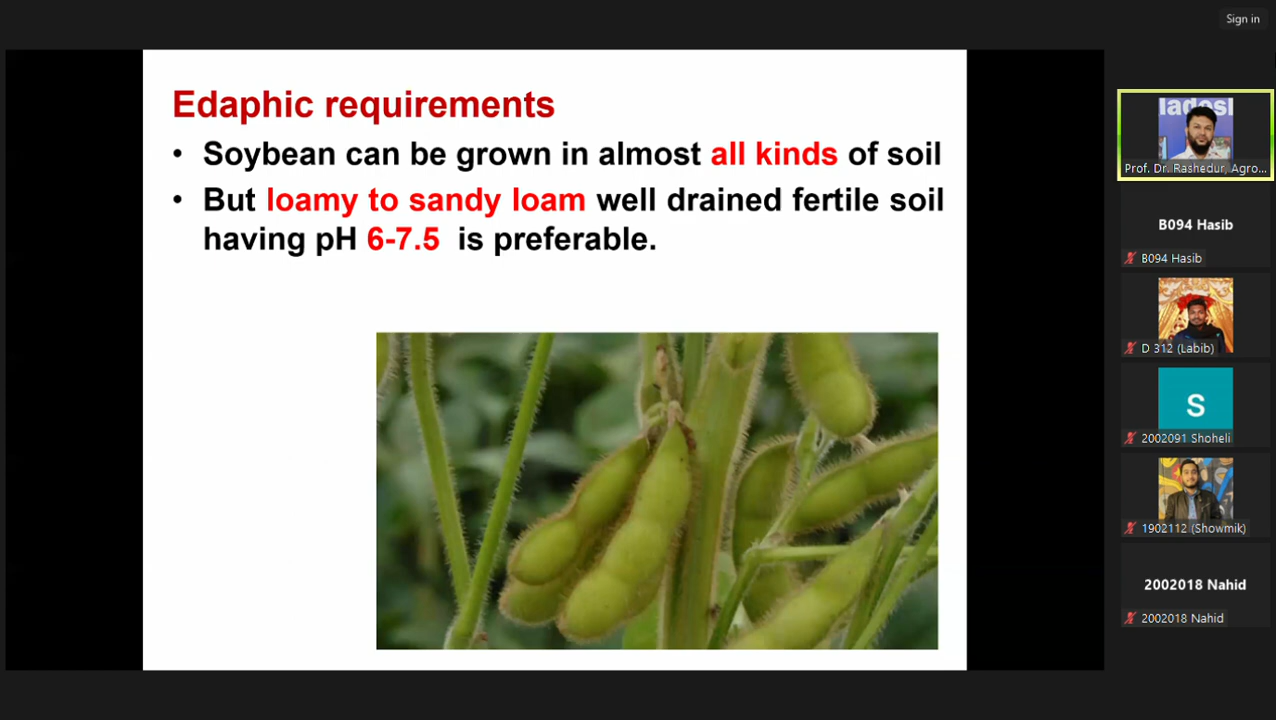 Sign in
Edaphic requirements
• Soybean can be grown in almost all kinds of soil
• But loamy to sandy loam well drained fertile soil
having pH 6-7.5 is preferable.
Prof. Dr. Rashedur, Agro...
B094 Hasib
B094 Hasib
D 312 (Labib)
S
2002091 Shoheli
1902112 (Showmik)
2002018 Nahid
2002018 Nahid